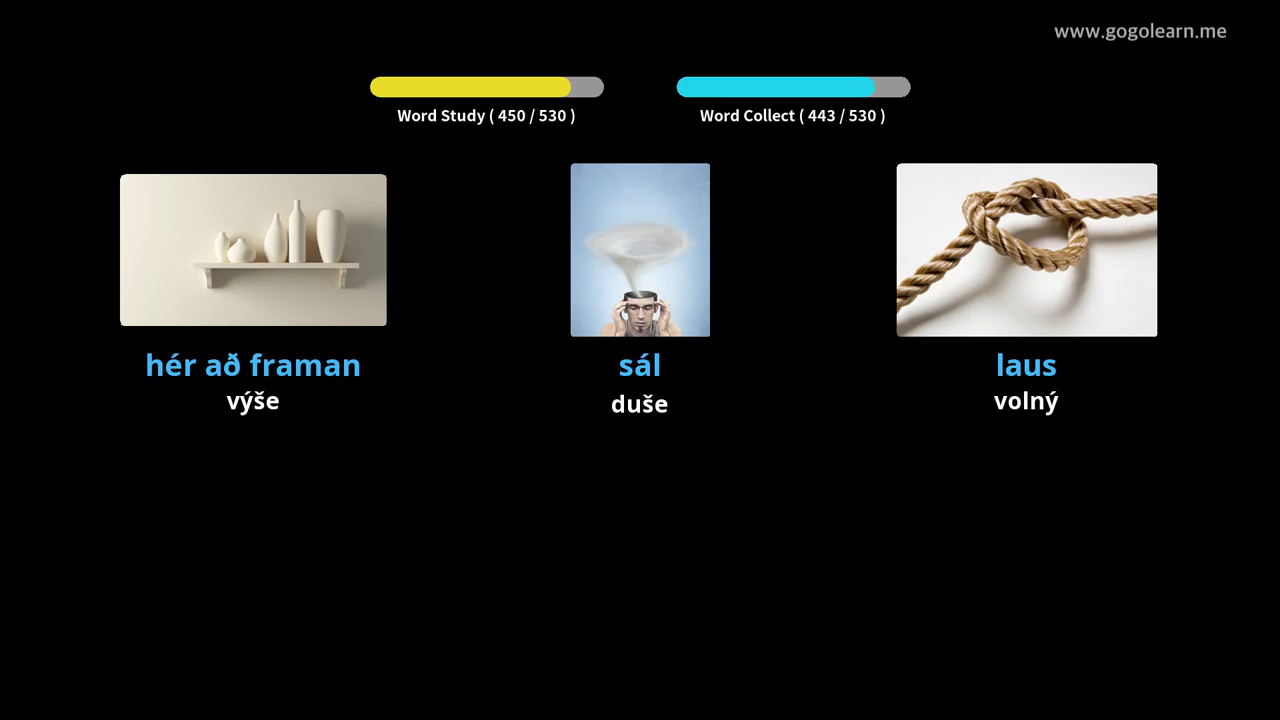 www.gogolearn.me
Word Study ( 450 / 530 )
Word Collect ( 443 / 530 )
hér að framan
výše
sál
duše
laus
volný